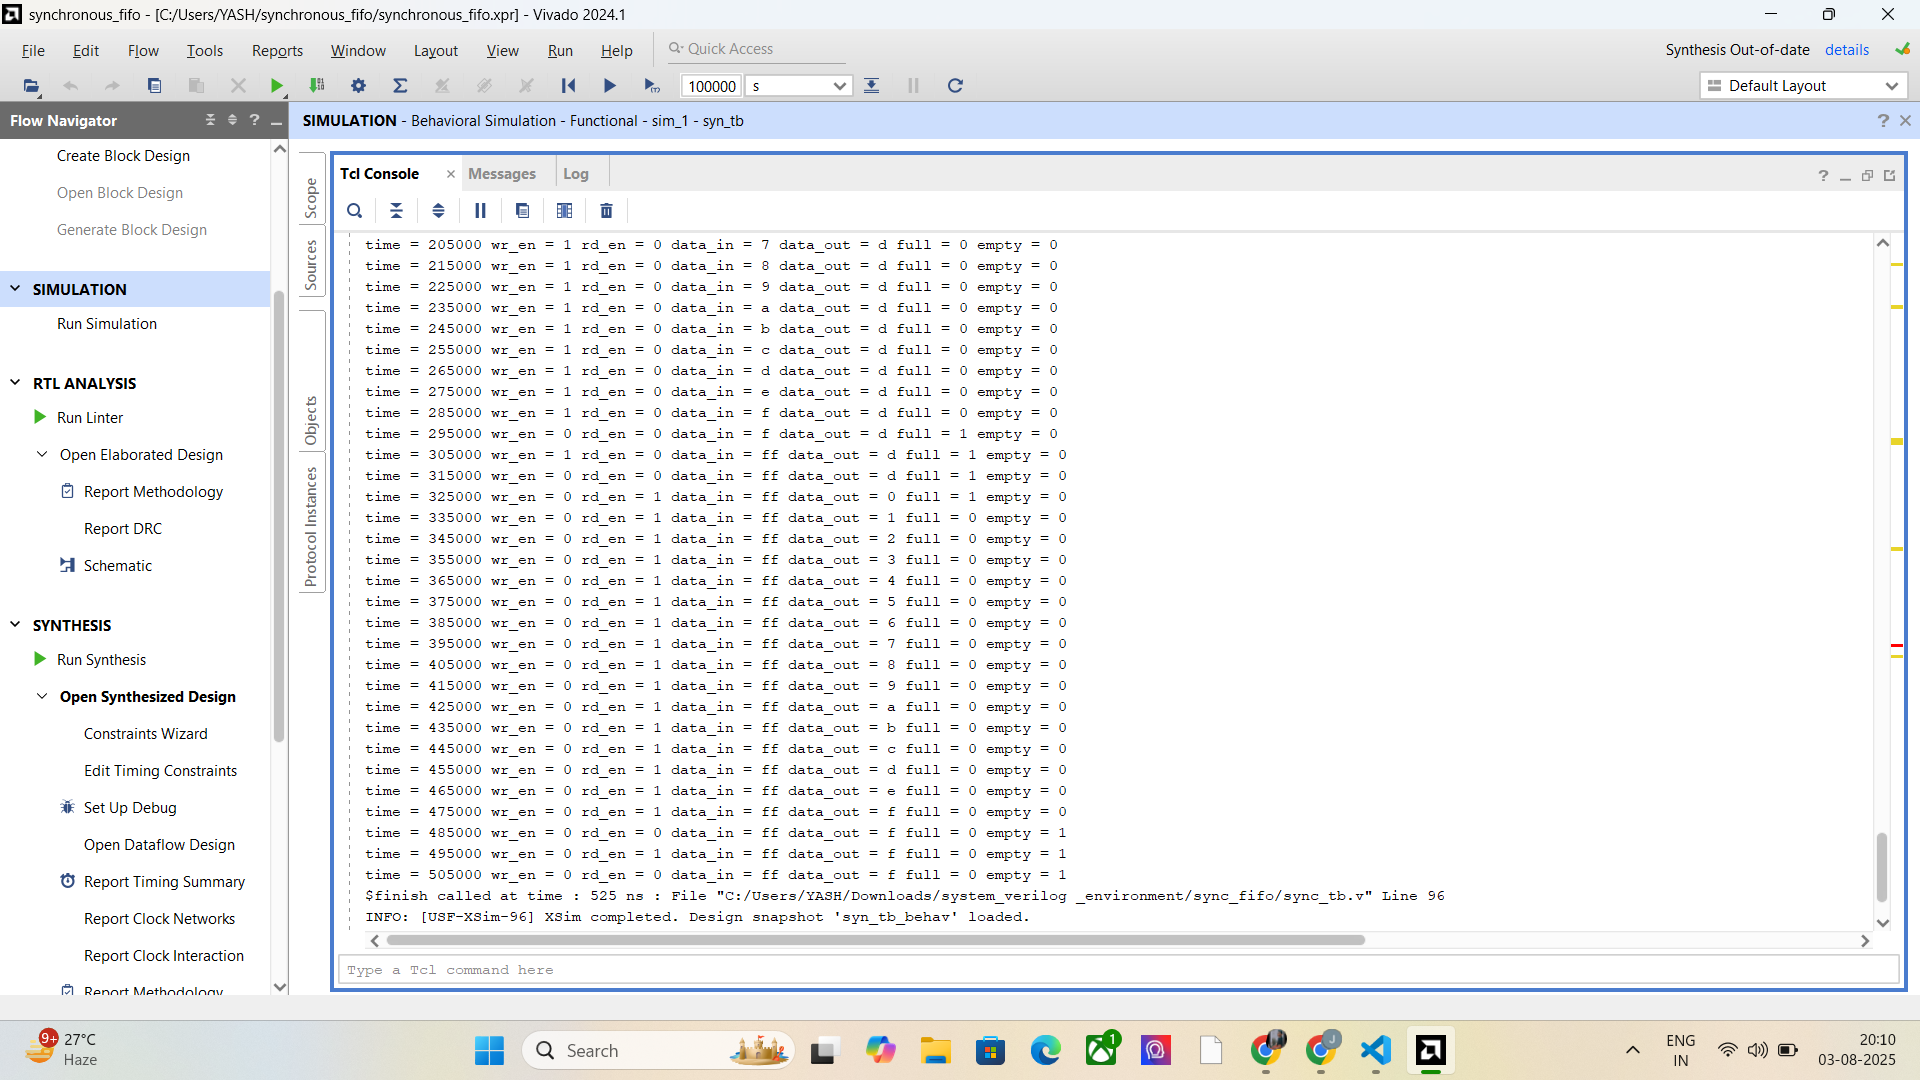 synchronous_fifo - [C:/Users/YASH/synchronous_fifo/synchronous_fifo.xpr] - Vivado 2024.1
File Edit Flow Tools Reports Window Layout View Run Help Quick Access
Synthesis Out-of-date details
100000 s Default Layout
Flow Navigator
SIMULATION - Behavioral Simulation - Functional - sim_1 - syn_tb
Create Block Design
Open Block Design
Generate Block Design
SIMULATION
Run Simulation
RTL ANALYSIS
Run Linter
Open Elaborated Design
Report Methodology
Report DRC
Schematic
SYNTHESIS
Run Synthesis
Open Synthesized Design
Constraints Wizard
Edit Timing Constraints
Set Up Debug
Open Dataflow Design
Report Timing Summary
Report Clock Networks
Report Clock Interaction
Report Methodology
Scope
Sources
Objects
Protocol Instances
Tcl Console Messages Log
time = 205000 wr_en = 1 rd_en = 0 data_in = 7 data_out = d full = 0 empty = 0
time = 215000 wr_en = 1 rd_en = 0 data_in = 8 data_out = d full = 0 empty = 0
time = 225000 wr_en = 1 rd_en = 0 data_in = 9 data_out = d full = 0 empty = 0
time = 235000 wr_en = 1 rd_en = 0 data_in = a data_out = d full = 0 empty = 0
time = 245000 wr_en = 1 rd_en = 0 data_in = b data_out = d full = 0 empty = 0
time = 255000 wr_en = 1 rd_en = 0 data_in = c data_out = d full = 0 empty = 0
time = 265000 wr_en = 1 rd_en = 0 data_in = d data_out = d full = 0 empty = 0
time = 275000 wr_en = 1 rd_en = 0 data_in = e data_out = d full = 0 empty = 0
time = 285000 wr_en = 1 rd_en = 0 data_in = f data_out = d full = 0 empty = 0
time = 295000 wr_en = 0 rd_en = 0 data_in = f data_out = d full = 1 empty = 0
time = 305000 wr_en = 1 rd_en = 0 data_in = ff data_out = d full = 1 empty = 0
time = 315000 wr_en = 0 rd_en = 0 data_in = ff data_out = d full = 1 empty = 0
time = 325000 wr_en = 0 rd_en = 1 data_in = ff data_out = 0 full = 1 empty = 0
time = 335000 wr_en = 0 rd_en = 1 data_in = ff data_out = 1 full = 0 empty = 0
time = 345000 wr_en = 0 rd_en = 1 data_in = ff data_out = 2 full = 0 empty = 0
time = 355000 wr_en = 0 rd_en = 1 data_in = ff data_out = 3 full = 0 empty = 0
time = 365000 wr_en = 0 rd_en = 1 data_in = ff data_out = 4 full = 0 empty = 0
time = 375000 wr_en = 0 rd_en = 1 data_in = ff data_out = 5 full = 0 empty = 0
time = 385000 wr_en = 0 rd_en = 1 data_in = ff data_out = 6 full = 0 empty = 0
time = 395000 wr_en = 0 rd_en = 1 data_in = ff data_out = 7 full = 0 empty = 0
time = 405000 wr_en = 0 rd_en = 1 data_in = ff data_out = 8 full = 0 empty = 0
time = 415000 wr_en = 0 rd_en = 1 data_in = ff data_out = 9 full = 0 empty = 0
time = 425000 wr_en = 0 rd_en = 1 data_in = ff data_out = a full = 0 empty = 0
time = 435000 wr_en = 0 rd_en = 1 data_in = ff data_out = b full = 0 empty = 0
time = 445000 wr_en = 0 rd_en = 1 data_in = ff data_out = c full = 0 empty = 0
time = 455000 wr_en = 0 rd_en = 1 data_in = ff data_out = d full = 0 empty = 0
time = 465000 wr_en = 0 rd_en = 1 data_in = ff data_out = e full = 0 empty = 0
time = 475000 wr_en = 0 rd_en = 1 data_in = ff data_out = f full = 0 empty = 0
time = 485000 wr_en = 0 rd_en = 0 data_in = ff data_out = f full = 0 empty = 1
time = 495000 wr_en = 0 rd_en = 1 data_in = ff data_out = f full = 0 empty = 1
time = 505000 wr_en = 0 rd_en = 0 data_in = ff data_out = f full = 0 empty = 1
$finish called at time : 525 ns : File "C:/Users/YASH/Downloads/system_verilog _environment/sync_fifo/sync_tb.v" Line 96
INFO: [USF-XSim-96] XSim completed. Design snapshot 'syn_tb_behav' loaded.
Type a Tcl command here
9+
27°C
Haze
Search
1
J
ENG
IN
20:10
03-08-2025